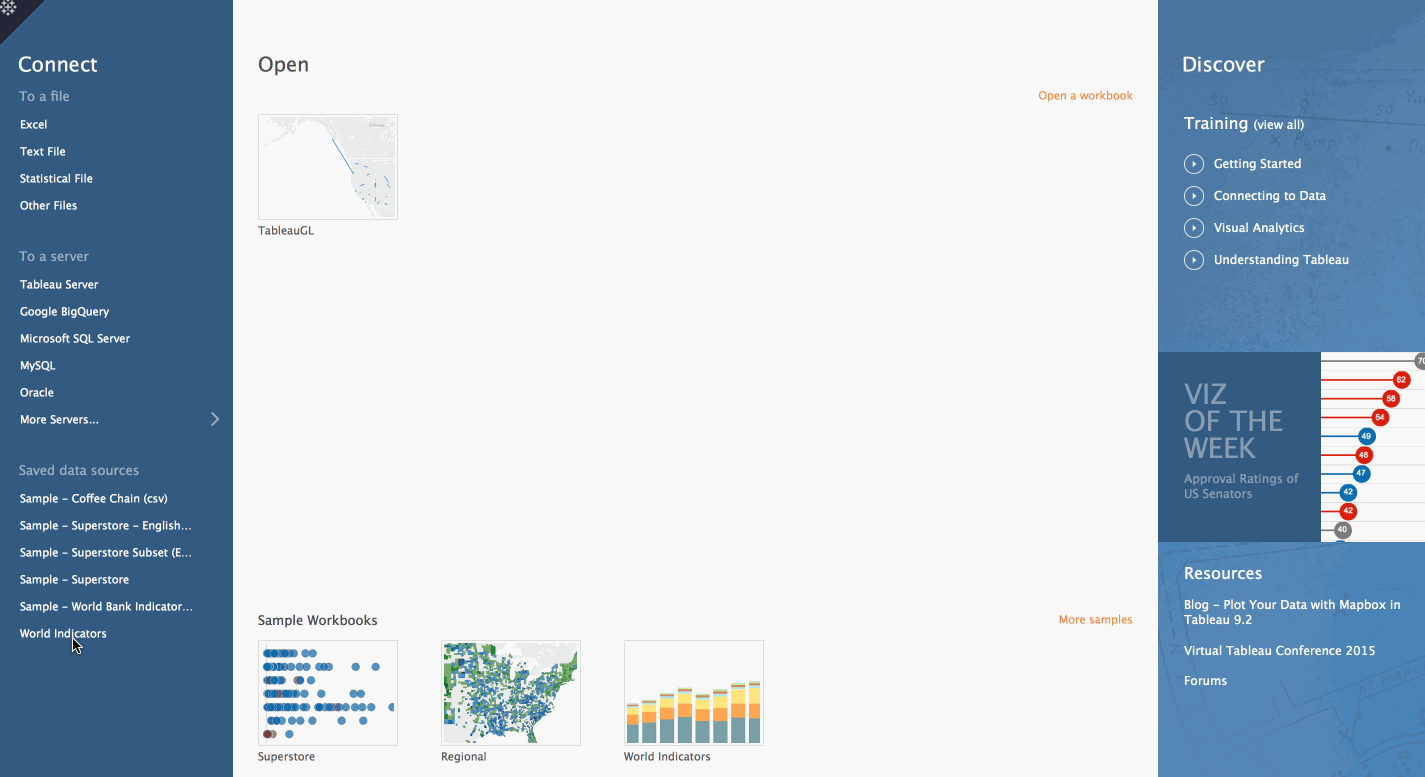 Connect
To a file
Excel
Text File
Statistical File
Other Files
To a server
Tableau Server
Google BigQuery
Microsoft SQL Server
MySQL
Oracle
More Servers...
Saved data sources
Sample – Coffee Chain (csv)
Sample – Superstore – English...
Sample – Superstore Subset (E...
Sample – Superstore
Sample – World Bank Indicator...
World Indicators
Open
Open a workbook
TableauGL
Sample Workbooks
More samples
Superstore
Regional
World Indicators
Discover
Training (view all)
Getting Started
Connecting to Data
Visual Analytics
Understanding Tableau
VIZ
OF THE
WEEK
Approval Ratings of
US Senators
70
62
58
54
49
48
47
42
42
40
Resources
Blog – Plot Your Data with Mapbox in
Tableau 9.2
Virtual Tableau Conference 2015
Forums